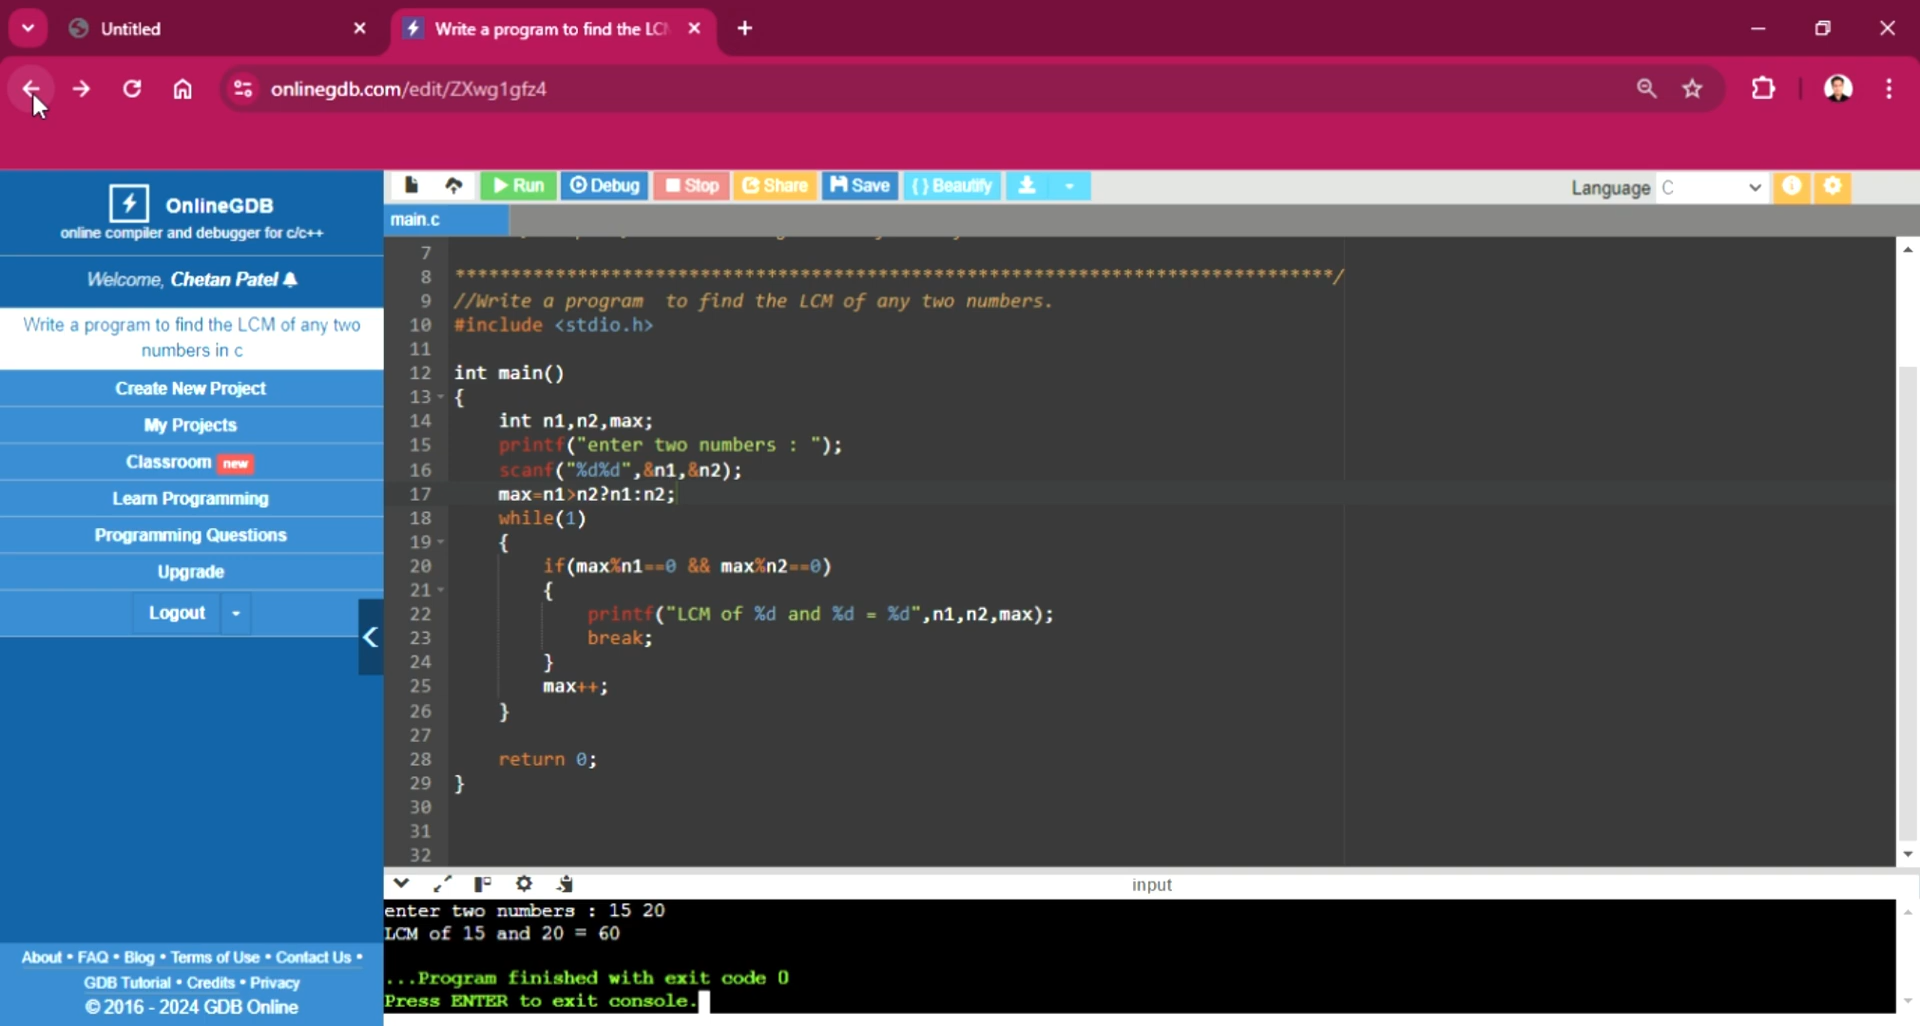 Untitled
Write a program to find the LC
onlinegdb.com/edit/ZXwg1gfz4
OnlineGDB
online compiler and debugger for c/c++
Welcome, Chetan Patel
Write a program to find the LCM of any two
numbers in c
Create New Project
My Projects
Classroom new
Learn Programming
Programming Questions
Upgrade
Logout
About • FAQ • Blog • Terms of Use • Contact Us •
GDB Tutorial • Credits • Privacy
© 2016 - 2024 GDB Online
Run Debug Stop Share Save { } Beautify
Language C
main.c
7
8 *******************************************************************************/
9 //Write a program  to find the LCM of any two numbers.
10 #include <stdio.h>
11
12 int main()
13 {
14     int n1,n2,max;
15     printf("enter two numbers : ");
16     scanf("%d%d",&n1,&n2);
17     max=n1>n2?n1:n2;
18     while(1)
19     {
20         if(max%n1==0 && max%n2==0)
21         {
22             printf("LCM of %d and %d = %d",n1,n2,max);
23             break;
24         }
25         max++;
26     }
27
28     return 0;
29 }
30
31
32
input
enter two numbers : 15 20
LCM of 15 and 20 = 60
...Program finished with exit code 0
Press ENTER to exit console.